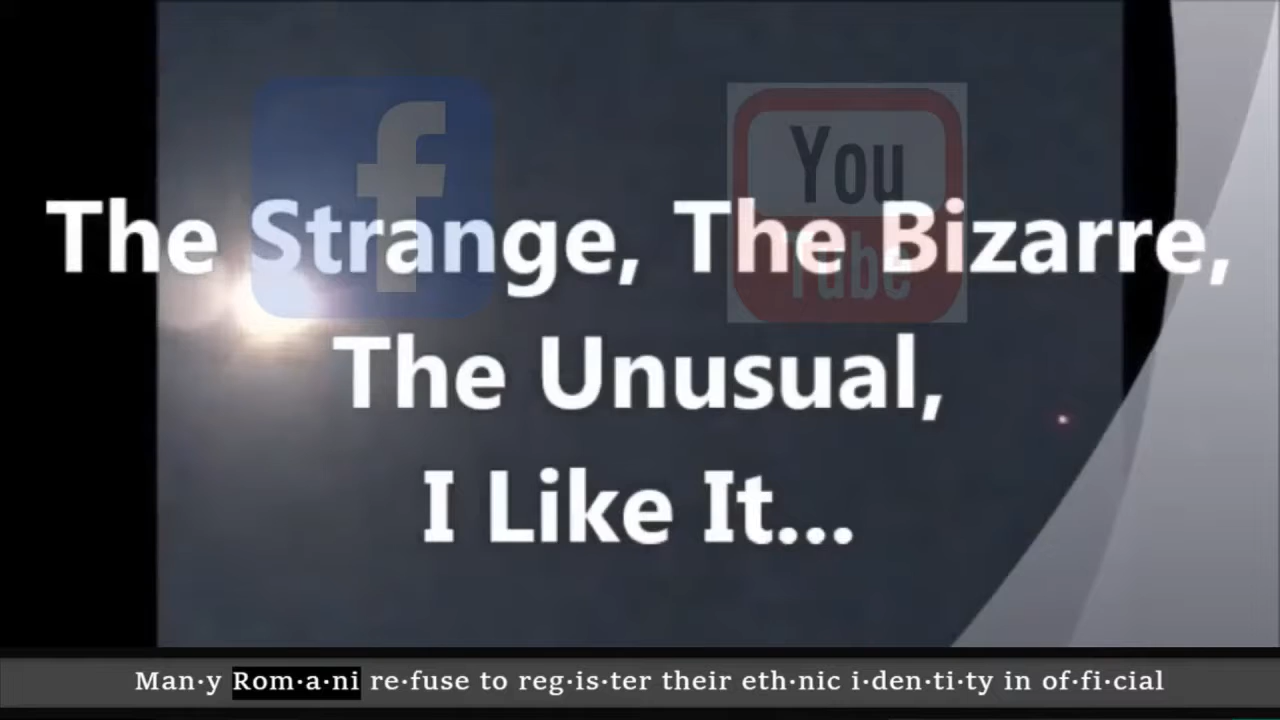 f
You
Tube
The Strange, The Bizarre,
The Unusual,
I Like It...
Man·y Rom·a·ni re·fuse to reg·is·ter their eth·nic i·den·ti·ty in of·fi·cial